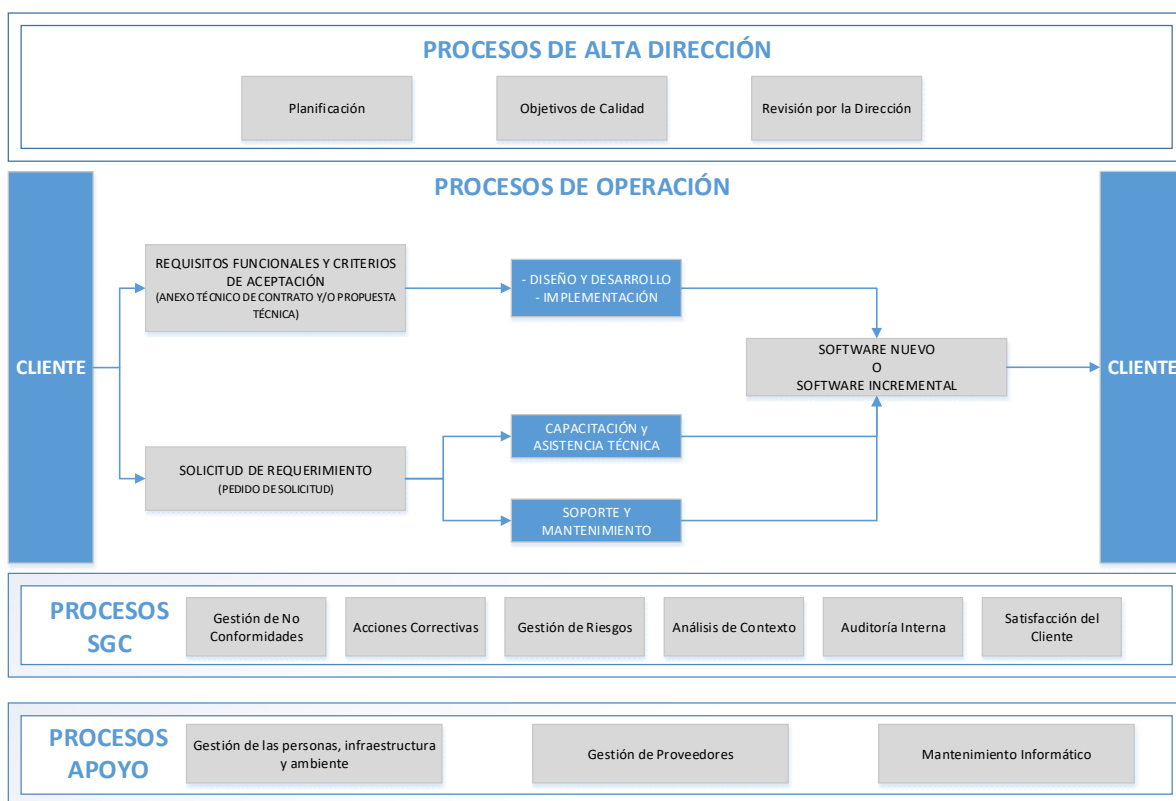 PROCESOS DE ALTA DIRECCIÓN
Planificación
Objetivos de Calidad
Revisión por la Dirección
PROCESOS DE OPERACIÓN
CLIENTE
REQUISITOS FUNCIONALES Y CRITERIOS
DE ACEPTACIÓN
(ANEXO TÉCNICO DE CONTRATO Y/O PROPUESTA
TÉCNICA)
- DISEÑO Y DESARROLLO
- IMPLEMENTACIÓN
SOFTWARE NUEVO
O
SOFTWARE INCREMENTAL
CLIENTE
SOLICITUD DE REQUERIMIENTO
(PEDIDO DE SOLICITUD)
CAPACITACIÓN y
ASISTENCIA TÉCNICA
SOPORTE Y
MANTENIMIENTO
PROCESOS
SGC
Gestión de No
Conformidades
Acciones Correctivas
Gestión de Riesgos
Análisis de Contexto
Auditoría Interna
Satisfacción del
Cliente
PROCESOS
APOYO
Gestión de las personas, infraestructura
y ambiente
Gestión de Proveedores
Mantenimiento Informático